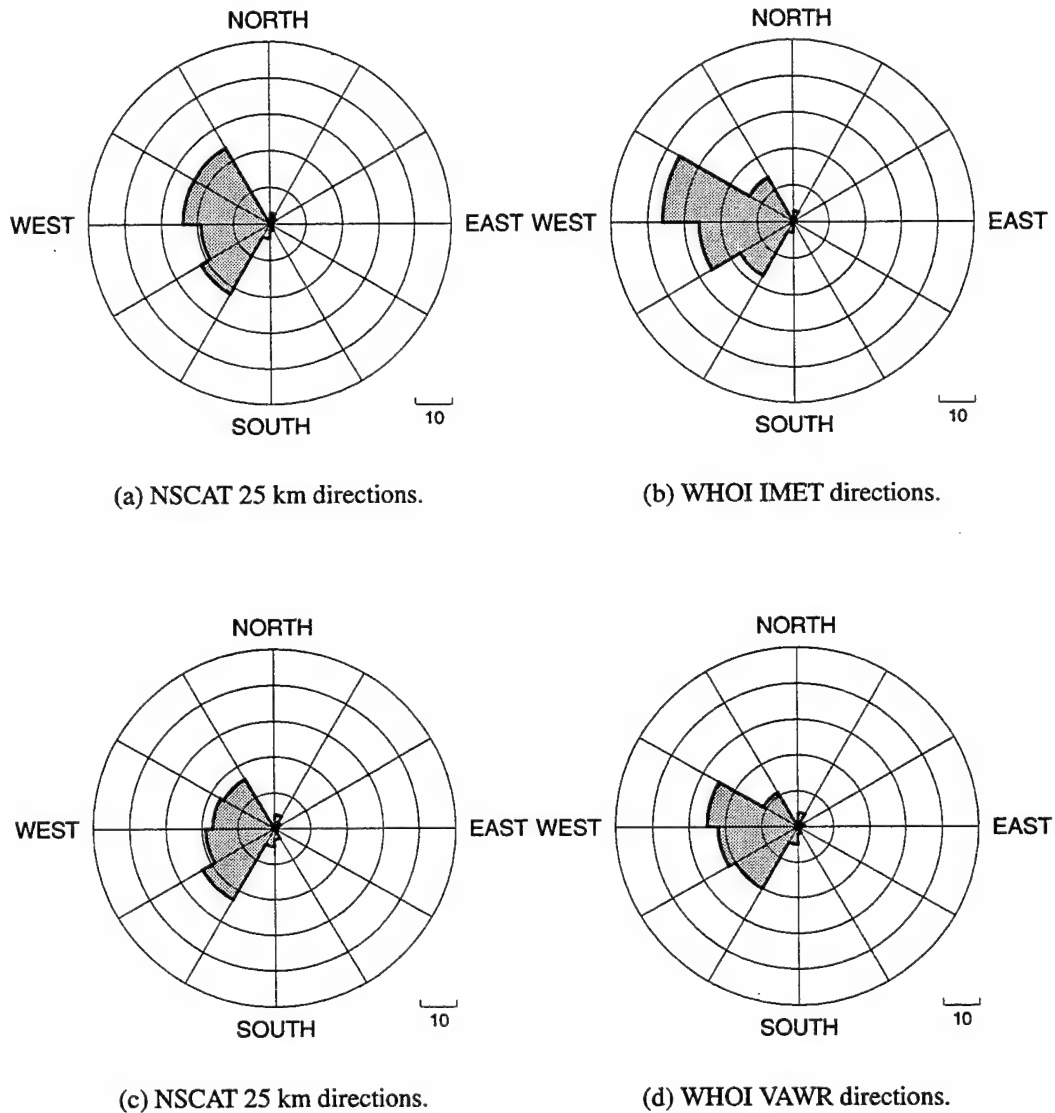 NORTH
NORTH
WEST
EAST WEST
EAST
SOUTH
10
SOUTH
10
(a) NSCAT 25 km directions.
(b) WHOI IMET directions.
NORTH
NORTH
WEST
EAST WEST
EAST
SOUTH
10
SOUTH
10
(c) NSCAT 25 km directions.
(d) WHOI VAWR directions.